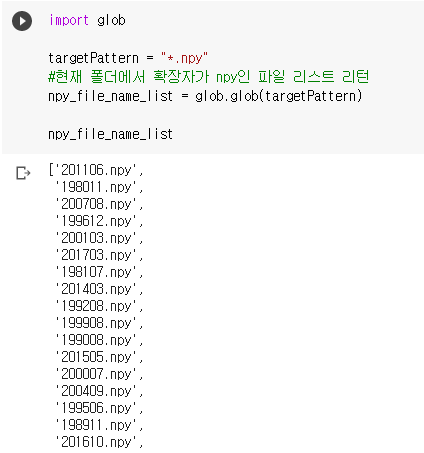 import glob
targetPattern = "*.npy"
#현재 폴더에서 확장자가 npy인 파일 리스트 리턴
npy_file_name_list = glob.glob(targetPattern)
npy_file_name_list
['201106.npy',
'198011.npy',
'200708.npy',
'199612.npy',
'200103.npy',
'201703.npy',
'198107.npy',
'201403.npy',
'199208.npy',
'199908.npy',
'199008.npy',
'201505.npy',
'200007.npy',
'200409.npy',
'199506.npy',
'198911.npy',
'201610.npy',